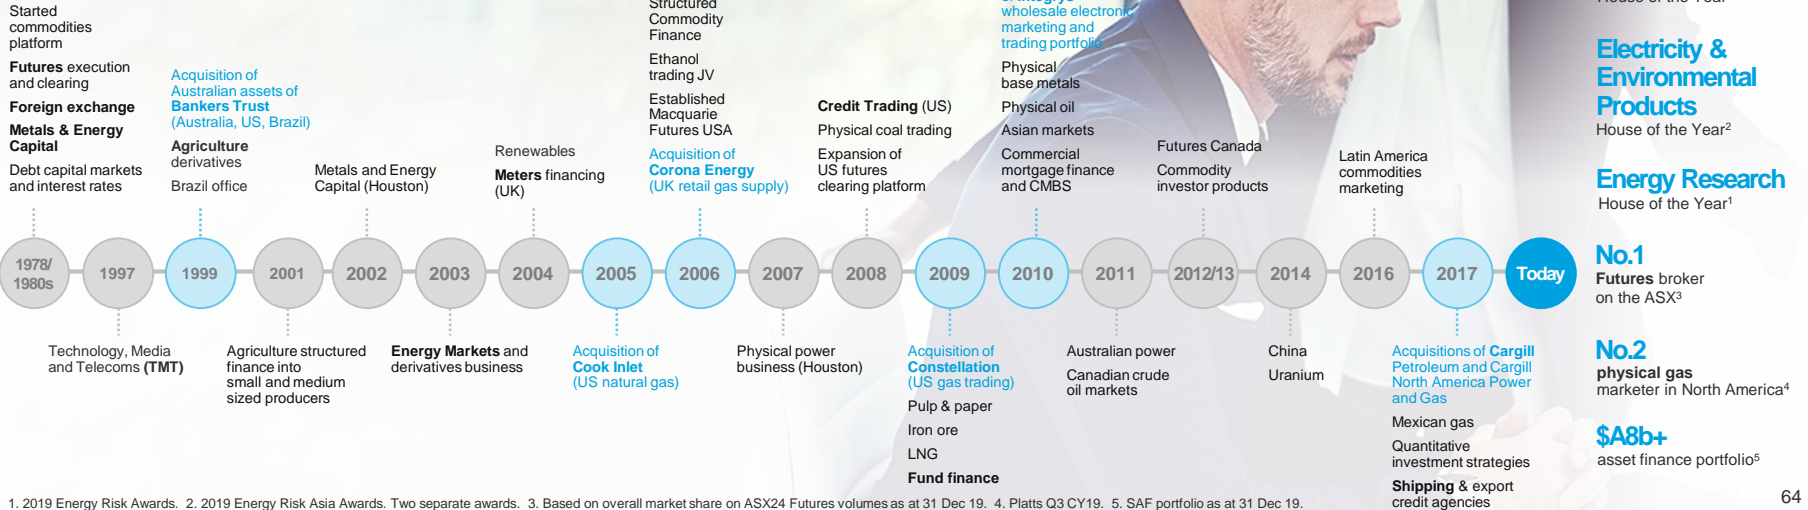 Started
commodities
platform
Futures execution
and clearing
Foreign exchange
Metals & Energy
Capital
Debt capital markets
and interest rates
Acquisition of
Australian assets of
Bankers Trust
(Australia, US, Brazil)
Agriculture
derivatives
Brazil office
Metals and Energy
Capital (Houston)
Renewables
Meters financing
(UK)
Structured
Commodity
Finance
Ethanol
trading JV
Established
Macquarie
Futures USA
Acquisition of
Corona Energy
(UK retail gas supply)
Credit Trading (US)
Physical coal trading
Expansion of
US futures
clearing platform
wholesale electronic
marketing and
trading portfolio
Physical
base metals
Physical oil
Asian markets
Commercial
mortgage finance
and CMBS
Futures Canada
Commodity
investor products
Latin America
commodities
marketing
1978/
1980s
1997
1999
2001
2002
2003
2004
2005
2006
2007
2008
2009
2010
2011
2012/13
2014
2016
2017
Today
Technology, Media
and Telecoms (TMT)
Agriculture structured
finance into
small and medium
sized producers
Energy Markets and
derivatives business
Acquisition of
Cook Inlet
(US natural gas)
Physical power
business (Houston)
Acquisition of
Constellation
(US gas trading)
Pulp & paper
Iron ore
LNG
Fund finance
Australian power
Canadian crude
oil markets
China
Uranium
Acquisitions of Cargill
Petroleum and Cargill
North America Power
and Gas
Mexican gas
Quantitative
investment strategies
Shipping & export
credit agencies
Electricity &
Environmental
Products
House of the Year2
Energy Research
House of the Year1
No.1
Futures broker
on the ASX3
No.2
physical gas
marketer in North America4
$A8b+
asset finance portfolio5
1. 2019 Energy Risk Awards. 2. 2019 Energy Risk Asia Awards. Two separate awards. 3. Based on overall market share on ASX24 Futures volumes as at 31 Dec 19. 4. Platts Q3 CY19. 5. SAF portfolio as at 31 Dec 19.
64